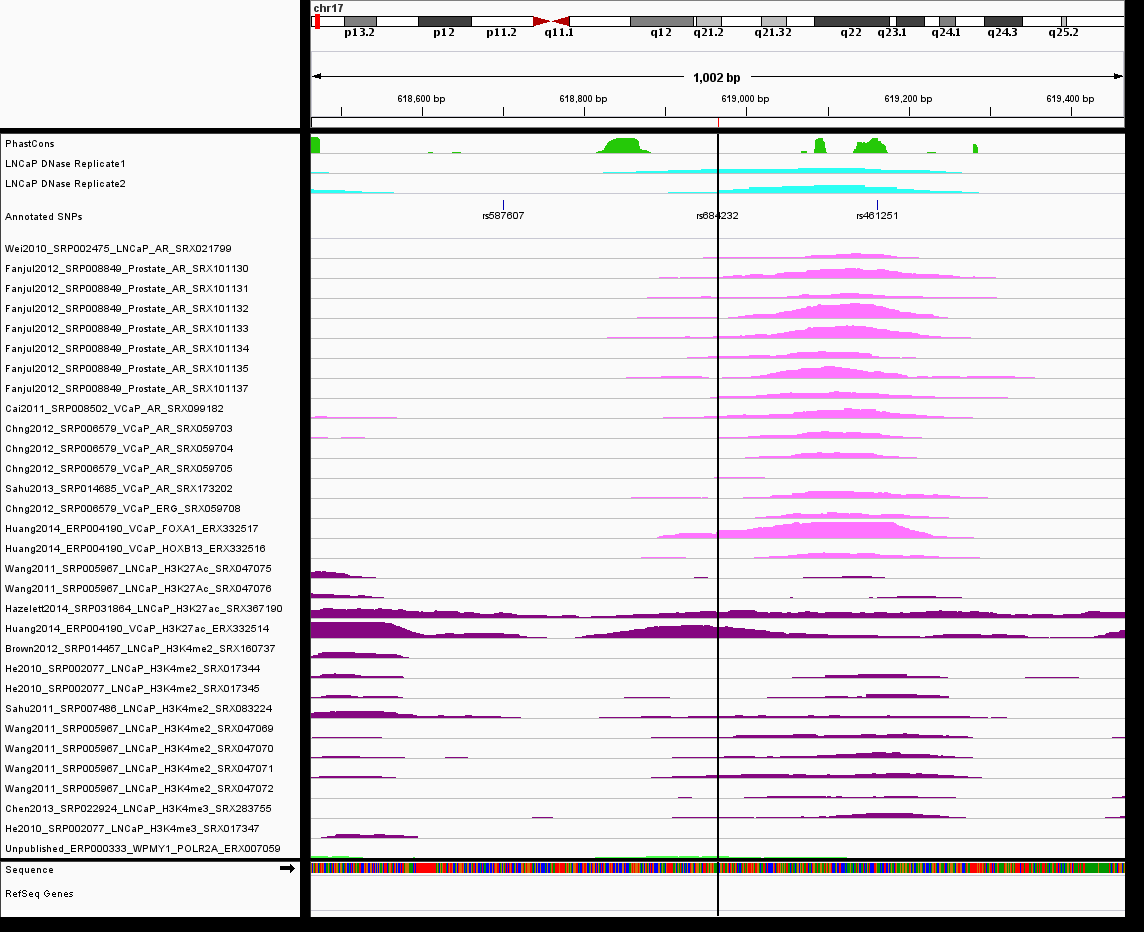 chr17
p13.2 p12 p11.2 q11.1 q12 q21.2 q21.32 q22 q23.1 q24.1 q24.3 q25.2
1,002 bp
618,600 bp 618,800 bp 619,000 bp 619,200 bp 619,400 bp
PhastCons
LNCaP DNase Replicate1
LNCaP DNase Replicate2
Annotated SNPs
rs587607 rs684232 rs461251
Wei2010_SRP002475_LNCaP_AR_SRX021799
Fanjul2012_SRP008849_Prostate_AR_SRX101130
Fanjul2012_SRP008849_Prostate_AR_SRX101131
Fanjul2012_SRP008849_Prostate_AR_SRX101132
Fanjul2012_SRP008849_Prostate_AR_SRX101133
Fanjul2012_SRP008849_Prostate_AR_SRX101134
Fanjul2012_SRP008849_Prostate_AR_SRX101135
Fanjul2012_SRP008849_Prostate_AR_SRX101137
Cai2011_SRP008502_VCaP_AR_SRX099182
Chng2012_SRP006579_VCaP_AR_SRX059703
Chng2012_SRP006579_VCaP_AR_SRX059704
Chng2012_SRP006579_VCaP_AR_SRX059705
Sahu2013_SRP014685_VCaP_AR_SRX173202
Chng2012_SRP006579_VCaP_ERG_SRX059708
Huang2014_ERP004190_VCaP_FOXA1_ERX332517
Huang2014_ERP004190_VCaP_HOXB13_ERX332516
Wang2011_SRP005967_LNCaP_H3K27Ac_SRX047075
Wang2011_SRP005967_LNCaP_H3K27Ac_SRX047076
Hazelett2014_SRP031864_LNCaP_H3K27ac_SRX367190
Huang2014_ERP004190_VCaP_H3K27ac_ERX332514
Brown2012_SRP014457_LNCaP_H3K4me2_SRX160737
He2010_SRP002077_LNCaP_H3K4me2_SRX017344
He2010_SRP002077_LNCaP_H3K4me2_SRX017345
Sahu2011_SRP007486_LNCaP_H3K4me2_SRX083224
Wang2011_SRP005967_LNCaP_H3K4me2_SRX047069
Wang2011_SRP005967_LNCaP_H3K4me2_SRX047070
Wang2011_SRP005967_LNCaP_H3K4me2_SRX047071
Wang2011_SRP005967_LNCaP_H3K4me2_SRX047072
Chen2013_SRP022924_LNCaP_H3K4me3_SRX283755
He2010_SRP002077_LNCaP_H3K4me3_SRX017347
Unpublished_ERP000333_WPMY1_POLR2A_ERX007059
Sequence
RefSeq Genes